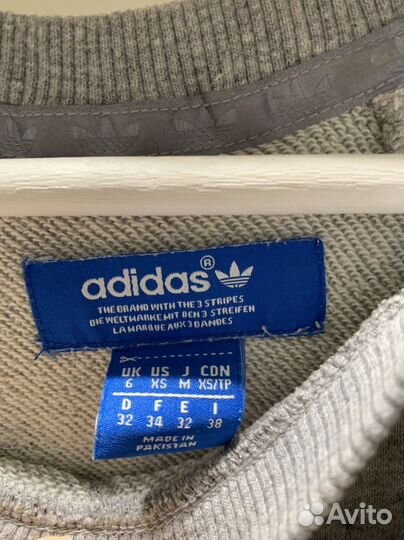 adidas ®
THE BRAND WITH THE 3 STRIPES
DIE WELTMARKE MIT DEN 3 STREIFEN
LA MARQUE AUX 3 BANDES
UK US J CDN
6 XS M XS/TP
D F E I
32 34 32 38
MADE IN
PAKISTAN
Avito